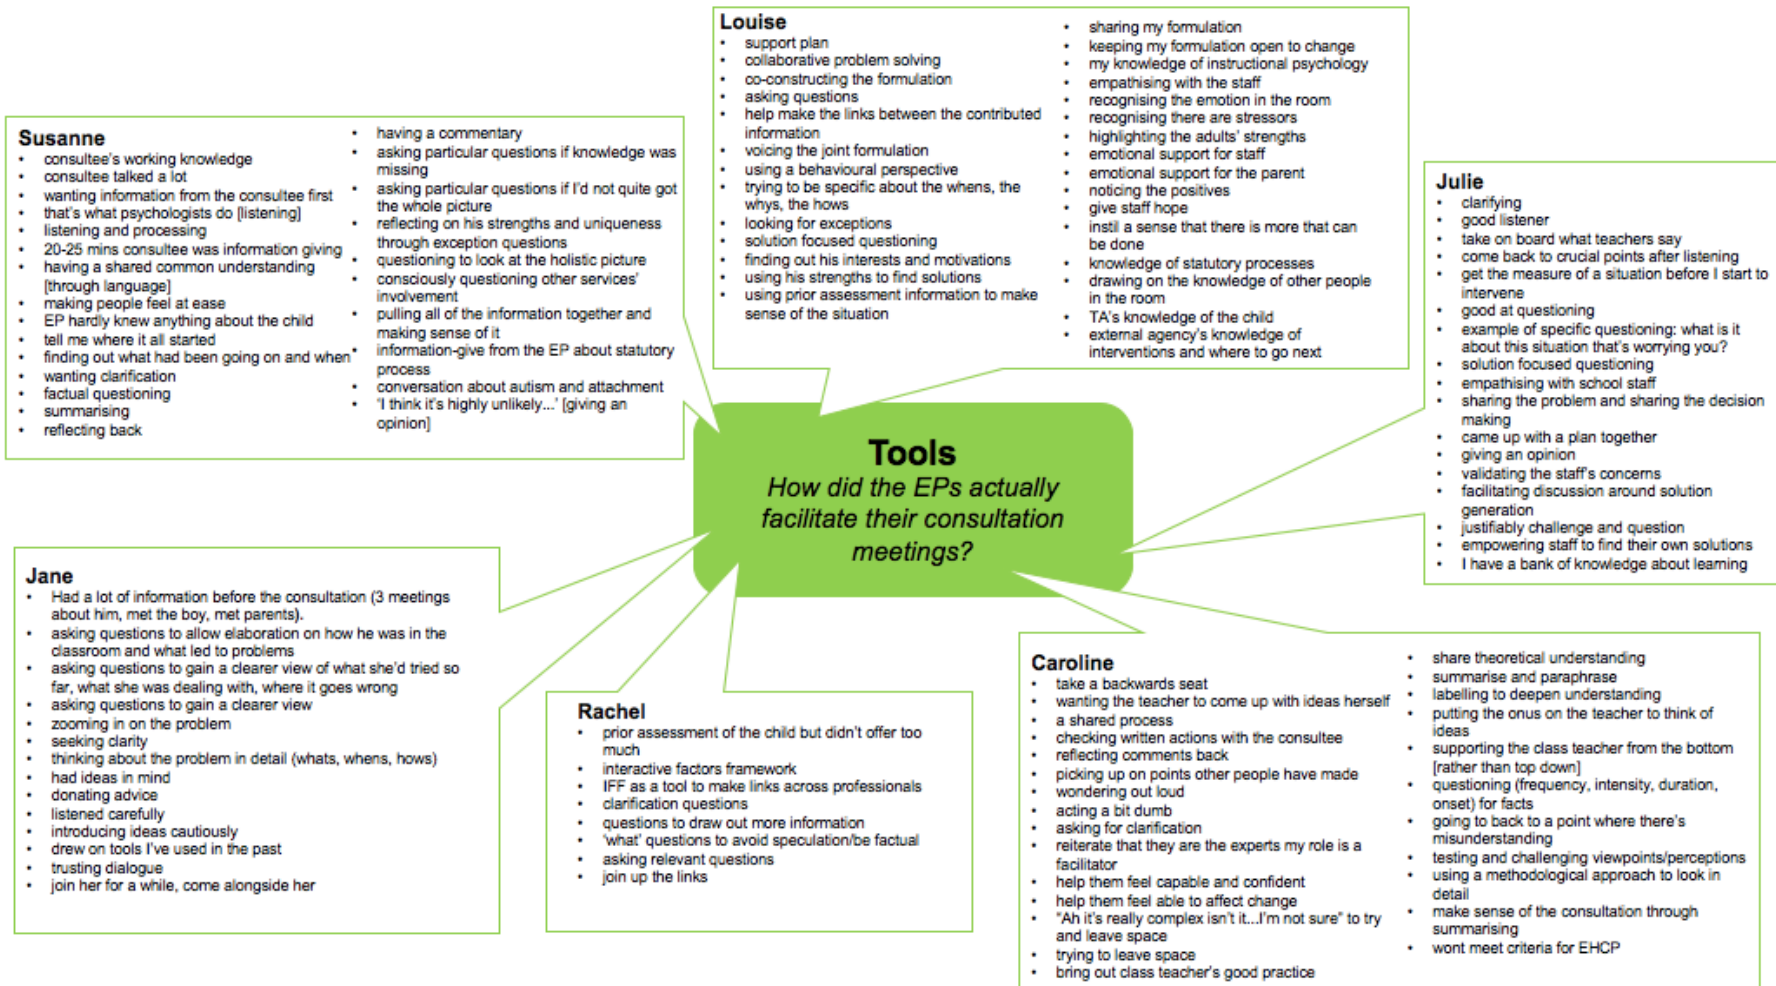 Louise
• support plan
• collaborative problem solving
• co-constructing the formulation
• asking questions
• help make the links between the contributed
information
• voicing the joint formulation
• using a behavioural perspective
• trying to be specific about the whens, the
whys, the hows
• looking for exceptions
• solution focused questioning
• finding out his interests and motivations
• using his strengths to find solutions
• using prior assessment information to make
sense of the situation
• sharing my formulation
• keeping my formulation open to change
• my knowledge of instructional psychology
• empathising with the staff
• recognising the emotion in the room
• recognising there are stressors
• highlighting the adults' strengths
• emotional support for staff
• emotional support for the parent
• noticing the positives
• give staff hope
• instil a sense that there is more that can
be done
• knowledge of statutory processes
• drawing on the knowledge of other people
in the room
• TA's knowledge of the child
• external agency's knowledge of
interventions and where to go next
Susanne
• consultee's working knowledge
• consultee talked a lot
• wanting information from the consultee first
• that's what psychologists do [listening]
• listening and processing
• 20-25 mins consultee was information giving
• having a shared common understanding
[through language]
• making people feel at ease
• EP hardly knew anything about the child
• tell me where it all started
• finding out what had been going on and when
• wanting clarification
• factual questioning
• summarising
• reflecting back
• having a commentary
• asking particular questions if knowledge was
missing
• asking particular questions if I'd not quite got
the whole picture
• reflecting on his strengths and uniqueness
through exception questions
• questioning to look at the holistic picture
• consciously questioning other services'
involvement
• pulling all of the information together and
making sense of it
• information-give from the EP about statutory
process
• conversation about autism and attachment
• 'I think it's highly unlikely...' [giving an
opinion]
Julie
• clarifying
• good listener
• take on board what teachers say
• come back to crucial points after listening
• get the measure of a situation before I start to
intervene
• good at questioning
• example of specific questioning: what is it
about this situation that's worrying you?
• solution focused questioning
• empathising with school staff
• sharing the problem and sharing the decision
making
• came up with a plan together
• giving an opinion
• validating the staff's concerns
• facilitating discussion around solution
generation
• justifiably challenge and question
• empowering staff to find their own solutions
• I have a bank of knowledge about learning
Tools
How did the EPs actually
facilitate their consultation
meetings?
Jane
• Had a lot of information before the consultation (3 meetings
about him, met the boy, met parents).
• asking questions to allow elaboration on how he was in the
classroom and what led to problems
• asking questions to gain a clearer view of what she'd tried so
far, what she was dealing with, where it goes wrong
• asking questions to gain a clearer view
• zooming in on the problem
• seeking clarity
• thinking about the problem in detail (whats, whens, hows)
• had ideas in mind
• donating advice
• listened carefully
• introducing ideas cautiously
• drew on tools I've used in the past
• trusting dialogue
• join her for a while, come alongside her
Rachel
• prior assessment of the child but didn't offer too
much
• interactive factors framework
• IFF as a tool to make links across professionals
• clarification questions
• questions to draw out more information
• 'what' questions to avoid speculation/be factual
• asking relevant questions
• join up the links
Caroline
• take a backwards seat
• wanting the teacher to come up with ideas herself
• a shared process
• checking written actions with the consultee
• reflecting comments back
• picking up on points other people have made
• wondering out loud
• acting a bit dumb
• asking for clarification
• reiterate that they are the experts my role is a
facilitator
• help them feel capable and confident
• help them feel able to affect change
• "Ah it's really complex isn't it...I'm not sure" to try
and leave space
• trying to leave space
• bring out class teacher's good practice
• share theoretical understanding
• summarise and paraphrase
• labelling to deepen understanding
• putting the onus on the teacher to think of
ideas
• supporting the class teacher from the bottom
[rather than top down]
• questioning (frequency, intensity, duration,
onset) for facts
• going to back to a point where there's
misunderstanding
• testing and challenging viewpoints/perceptions
• using a methodological approach to look in
detail
• make sense of the consultation through
summarising
• wont meet criteria for EHCP